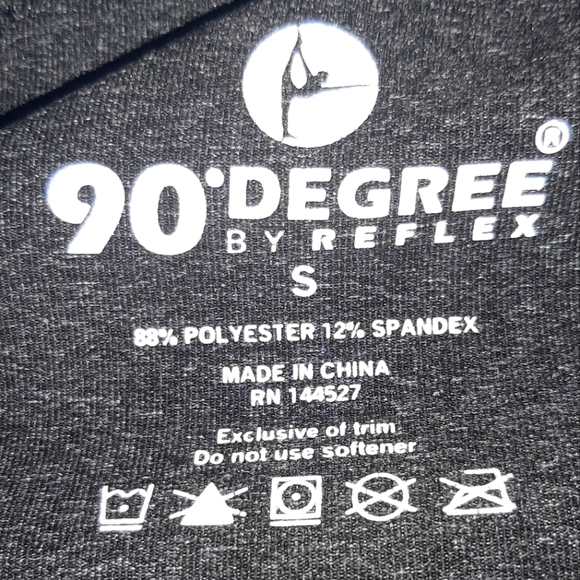 90°DEGREE®
BY REFLEX
S
88% POLYESTER 12% SPANDEX
MADE IN CHINA
RN 144527
Exclusive of trim
Do not use softener